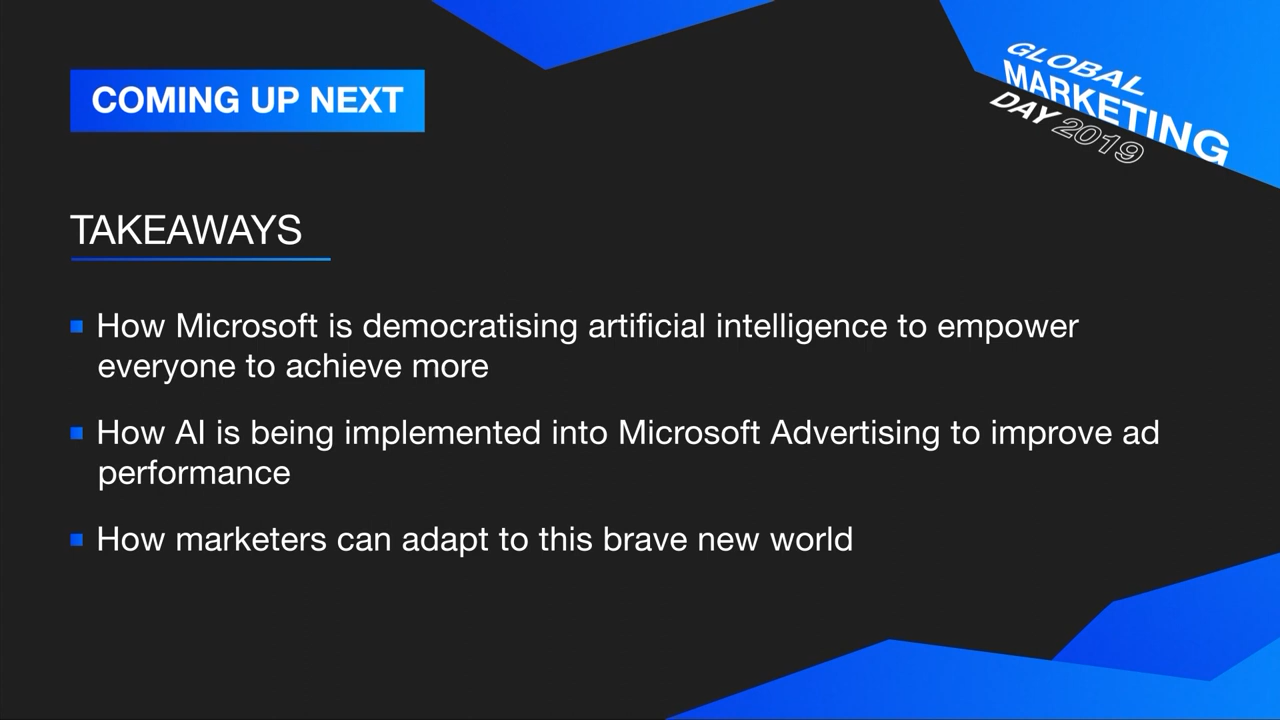 COMING UP NEXT
GLOBAL
MARKETING
DAY 2019
TAKEAWAYS
How Microsoft is democratising artificial intelligence to empower
everyone to achieve more
How AI is being implemented into Microsoft Advertising to improve ad
performance
How marketers can adapt to this brave new world